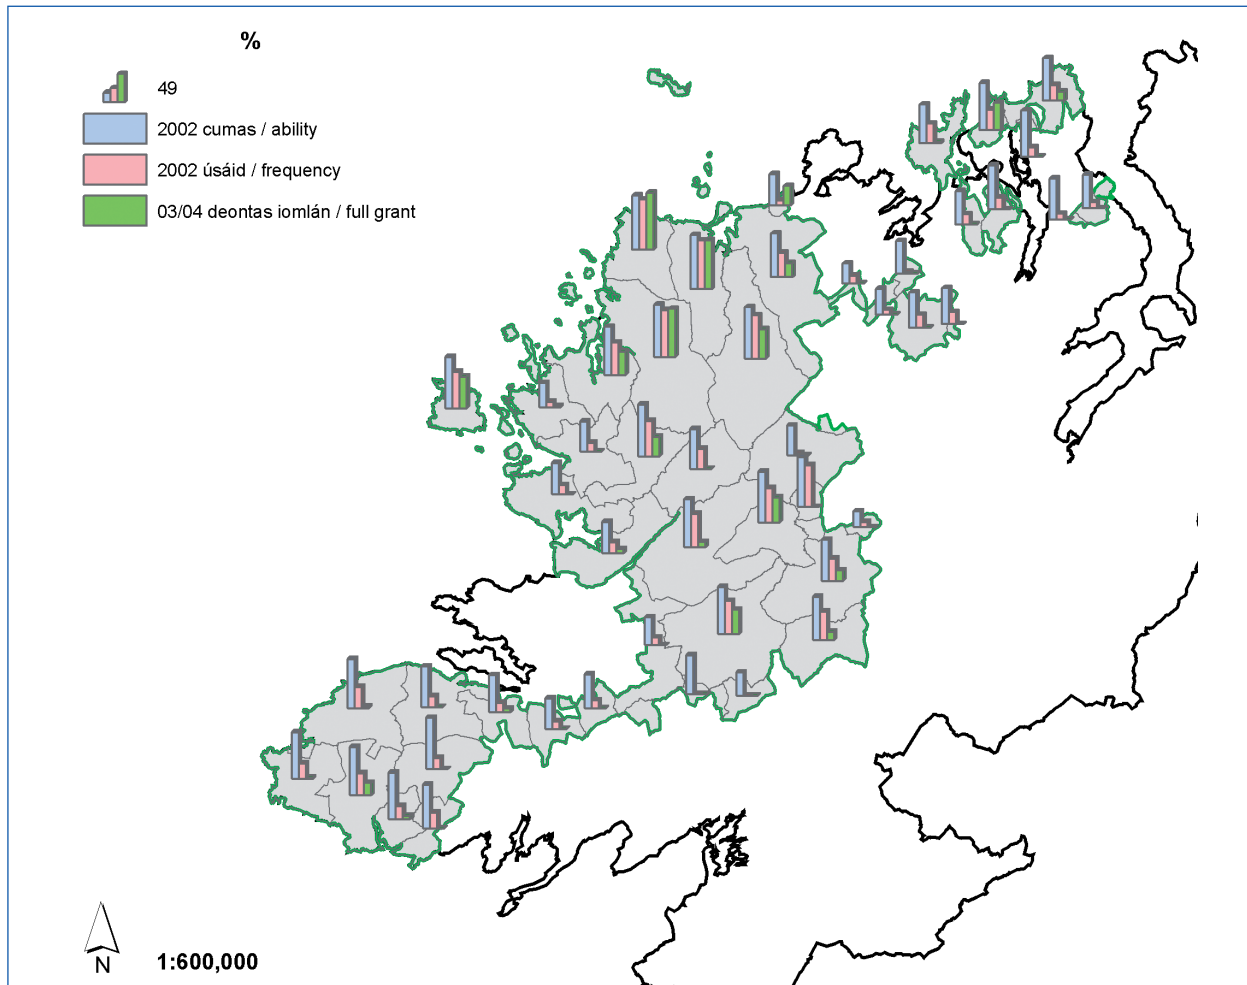 %
49
2002 cumas / ability
2002 úsáid / frequency
03/04 deontas iomlán / full grant
N
1:600,000